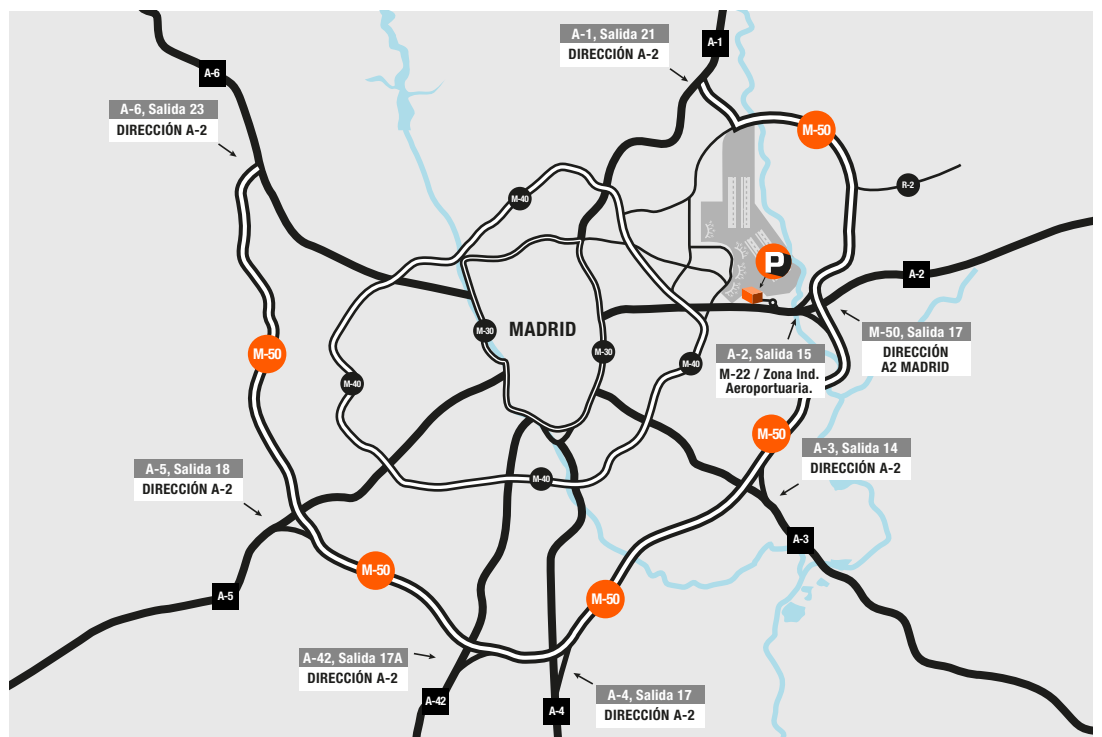 A-1, Salida 21
DIRECCIÓN A-2
A-1
A-6
A-6, Salida 23
DIRECCIÓN A-2
M-50
R-2
M-40
P
A-2
MADRID
M-30
M-30
M-50
M-40
M-40
A-2, Salida 15
M-22 / Zona Ind.
Aeroportuaria.
M-50, Salida 17
DIRECCIÓN
A2 MADRID
M-50
A-3, Salida 14
DIRECCIÓN A-2
A-5, Salida 18
DIRECCIÓN A-2
M-40
A-3
M-50
M-50
A-5
A-42, Salida 17A
DIRECCIÓN A-2
A-42
A-4
A-4, Salida 17
DIRECCIÓN A-2